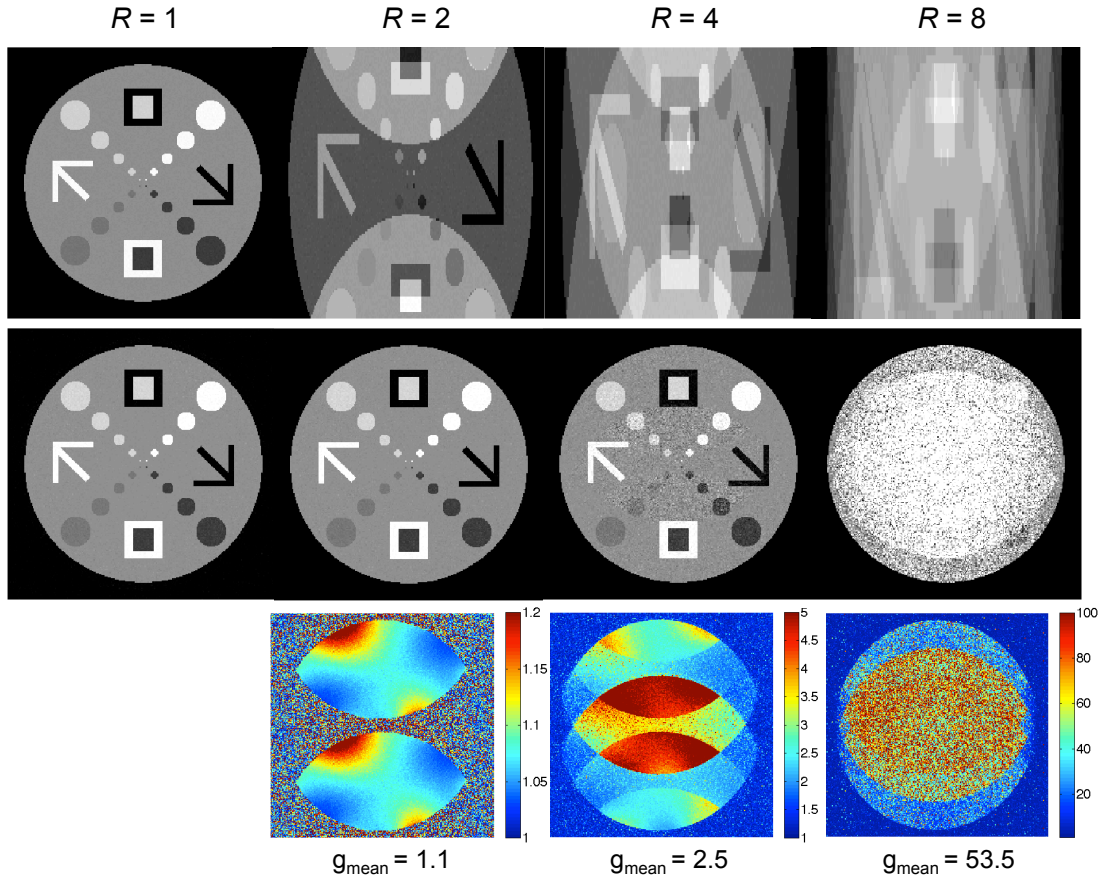 R = 1 R = 2 R = 4 R = 8
1.2 5 100
4.5
1.15 4 80
3.5
1.1 3 60
2.5 40
1.05 2
1.5 20
1 1
g_mean = 1.1 g_mean = 2.5 g_mean = 53.5